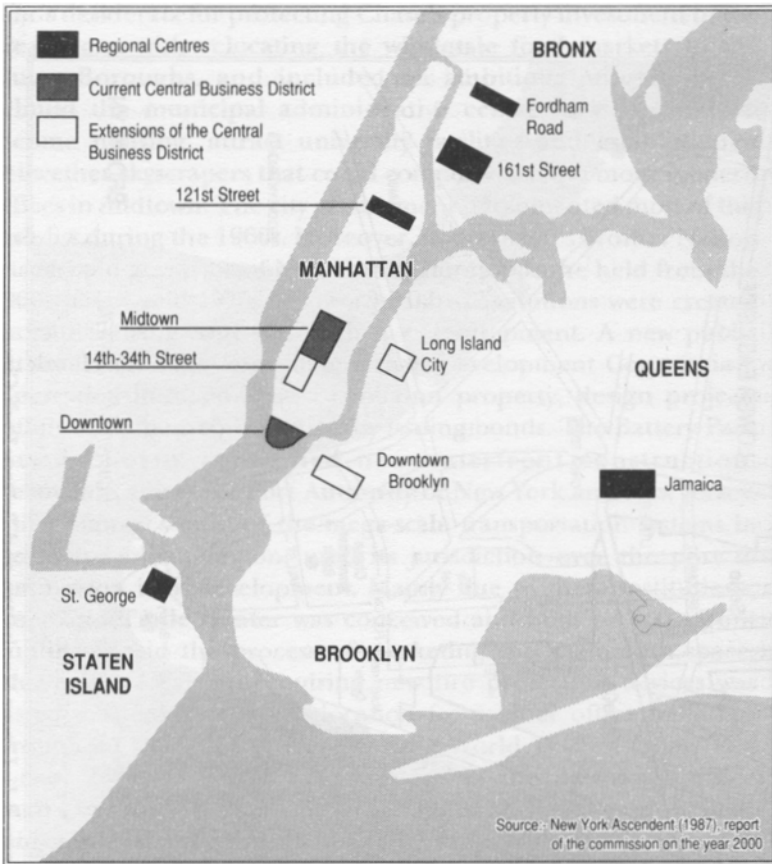 Regional Centres
Current Central Business District
Extensions of the Central
Business District
BRONX
Fordham
Road
161st Street
121st Street
MANHATTAN
Midtown
14th-34th Street
Long Island
City
QUEENS
Downtown
Downtown
Brooklyn
Jamaica
St. George
STATEN
ISLAND
BROOKLYN
Source:- New York Ascendent (1987), report
of the commission on the year 2000